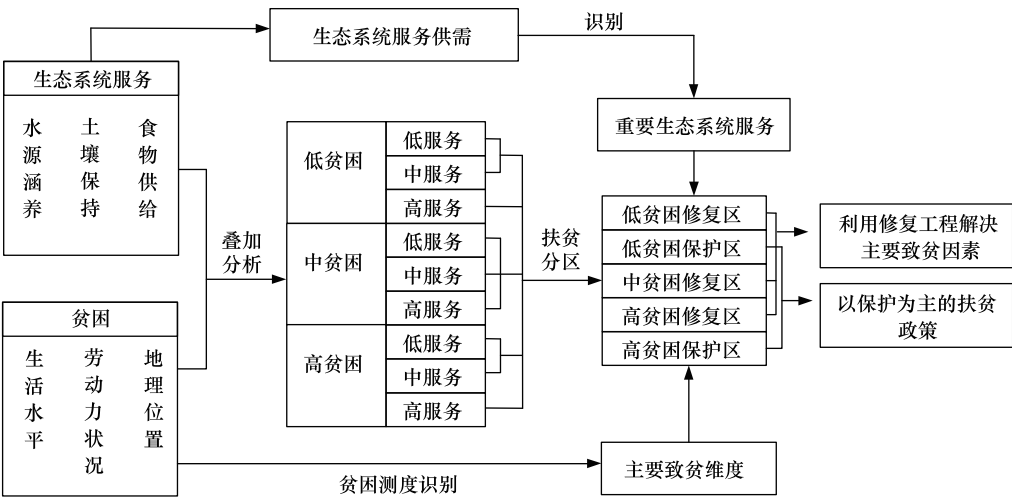 生态系统服务供需
识别
生态系统服务
水源涵养
土壤保持
食物供给
重要生态系统服务
低贫困
低服务
中服务
高服务
中贫困
低服务
中服务
高服务
高贫困
低服务
中服务
高服务
叠加
分析
扶贫
分区
低贫困修复区
低贫困保护区
中贫困修复区
高贫困修复区
高贫困保护区
利用修复工程解决
主要致贫因素
以保护为主的扶贫
政策
贫困
生活水平
劳动力状况
地理位置
贫困测度识别
主要致贫维度